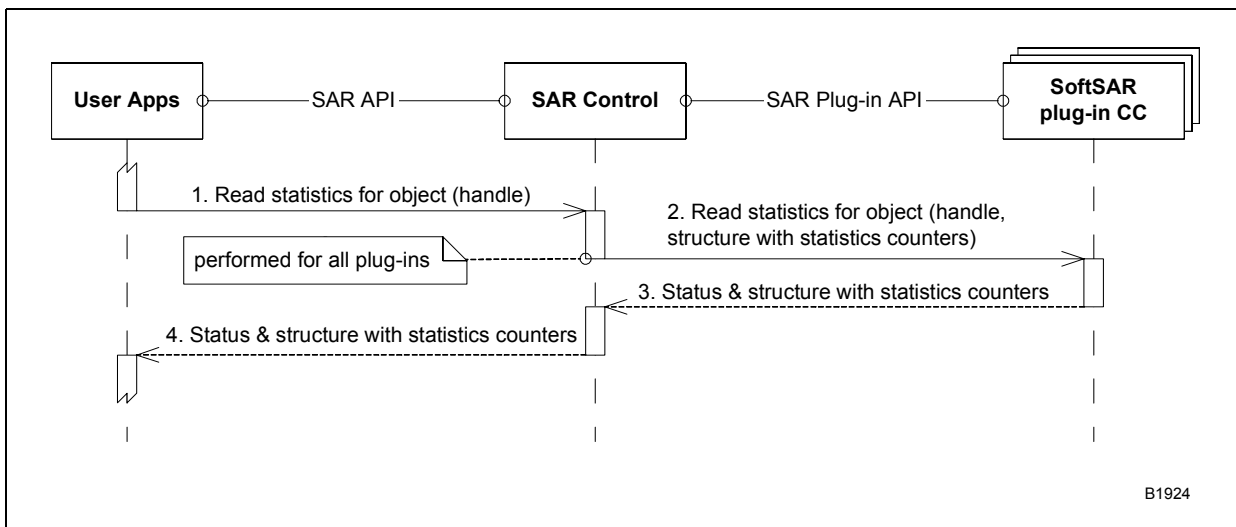 User Apps
SAR API
SAR Control
SAR Plug-in API
SoftSAR
plug-in CC
1. Read statistics for object (handle)
2. Read statistics for object (handle,
structure with statistics counters)
performed for all plug-ins
3. Status & structure with statistics counters
4. Status & structure with statistics counters
B1924